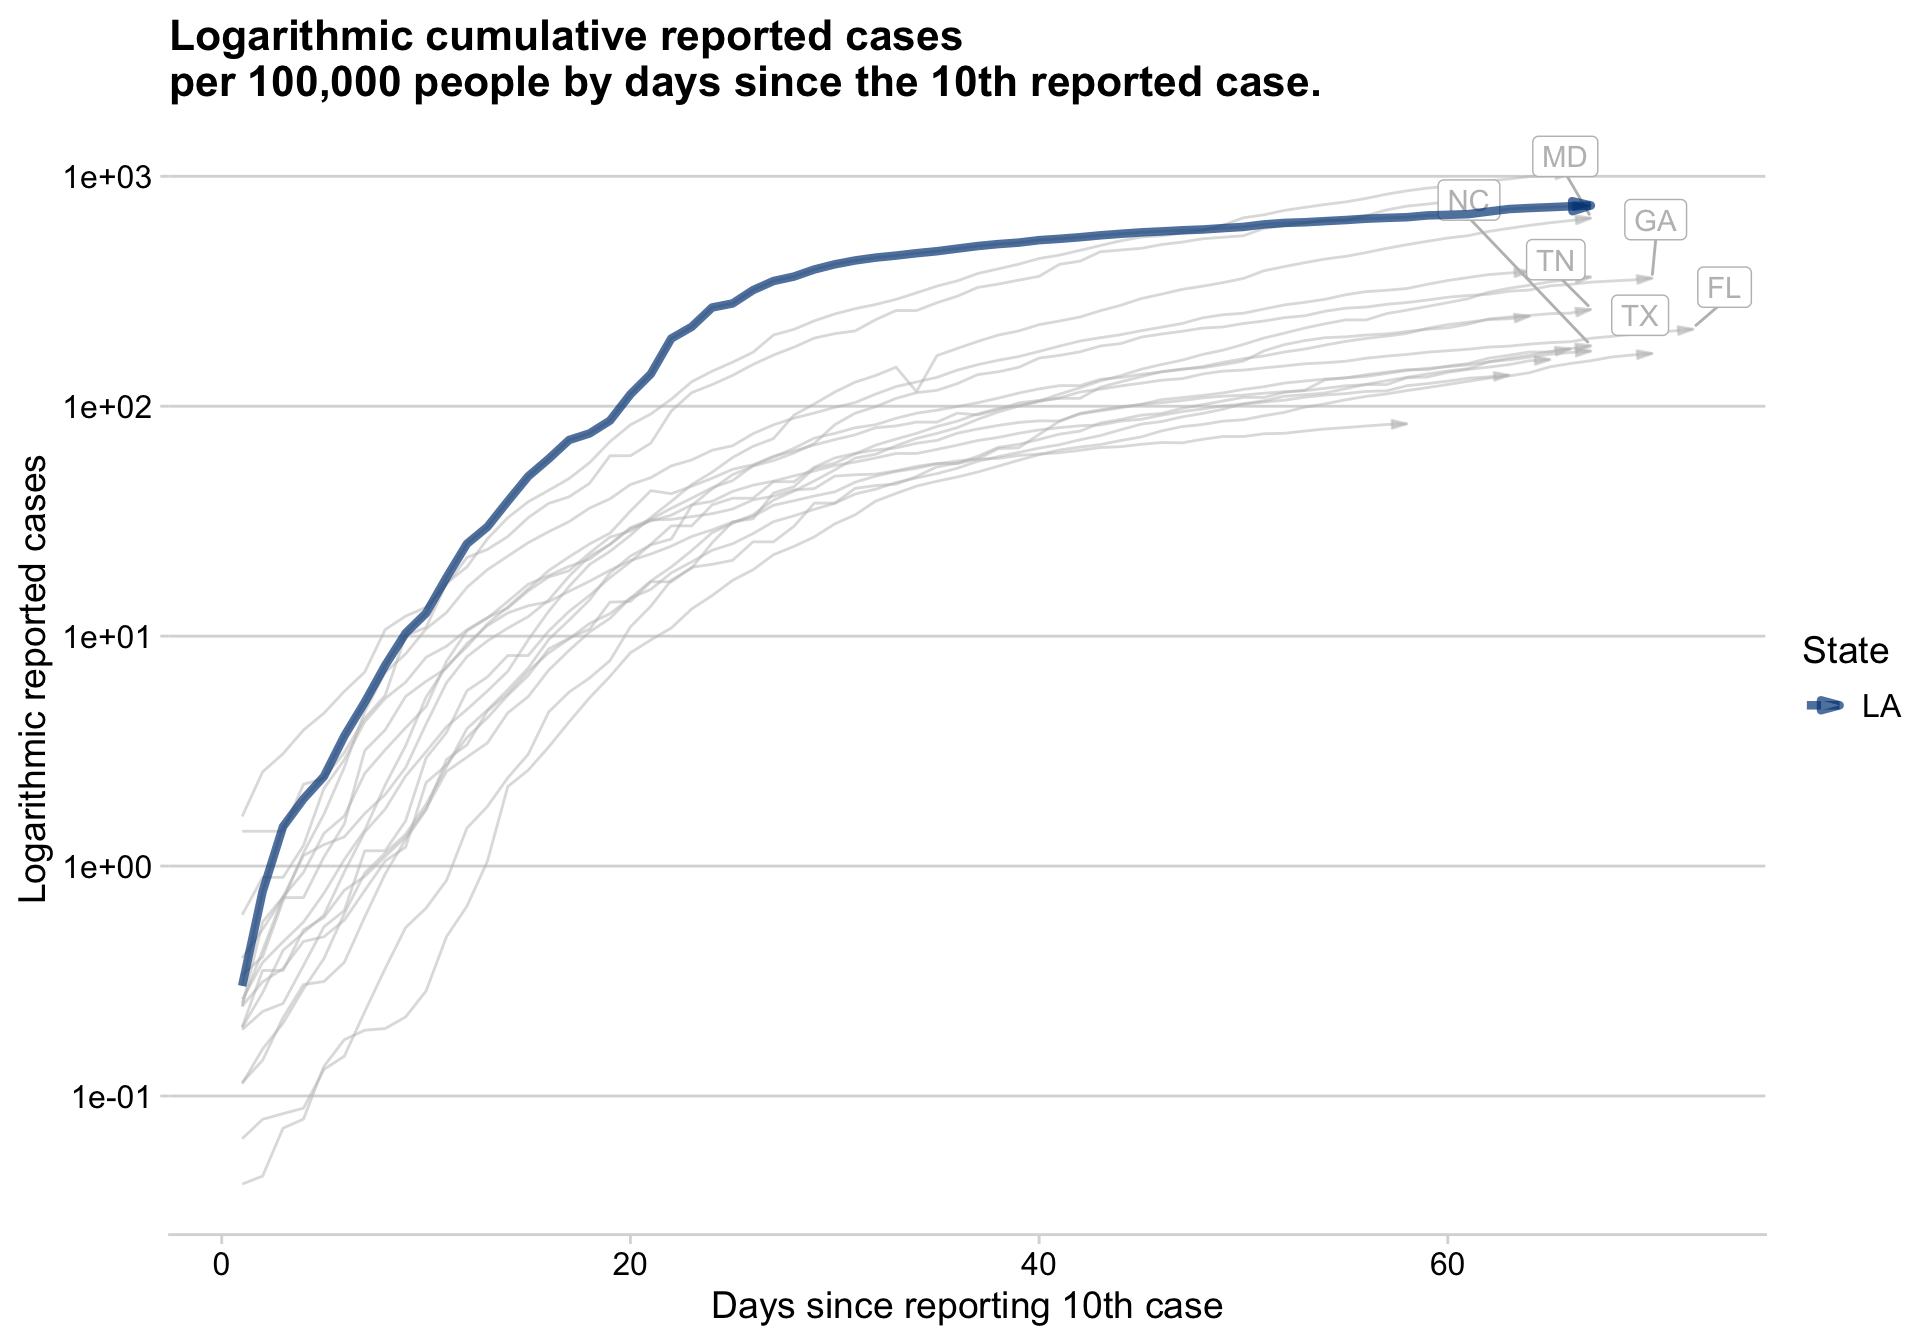 Logarithmic cumulative reported cases
per 100,000 people by days since the 10th reported case.
Logarithmic reported cases
1e+03
1e+02
1e+01
1e+00
1e-01
MD
NC
GA
TN
FL
TX
State
LA
0
20
40
60
Days since reporting 10th case